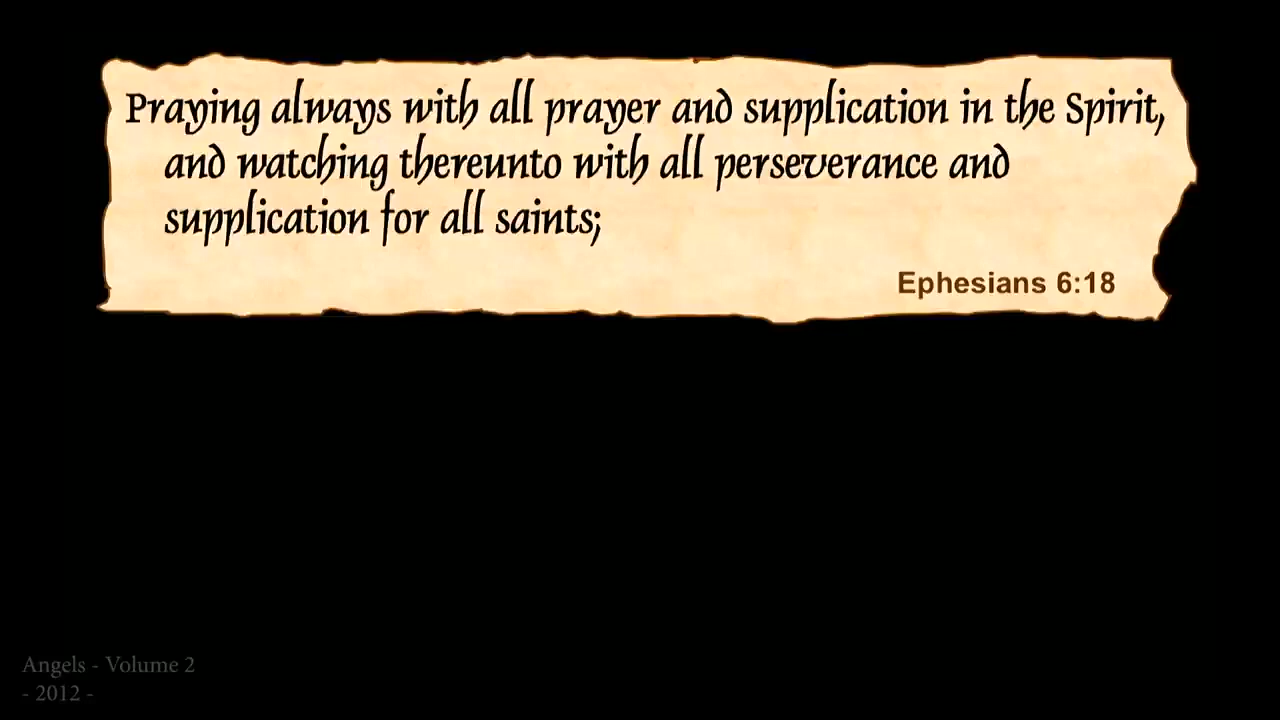 Praying always with all prayer and supplication in the Spirit,
and watching thereunto with all perseverance and
supplication for all saints;
Ephesians 6:18
Angels - Volume 2
- 2012 -